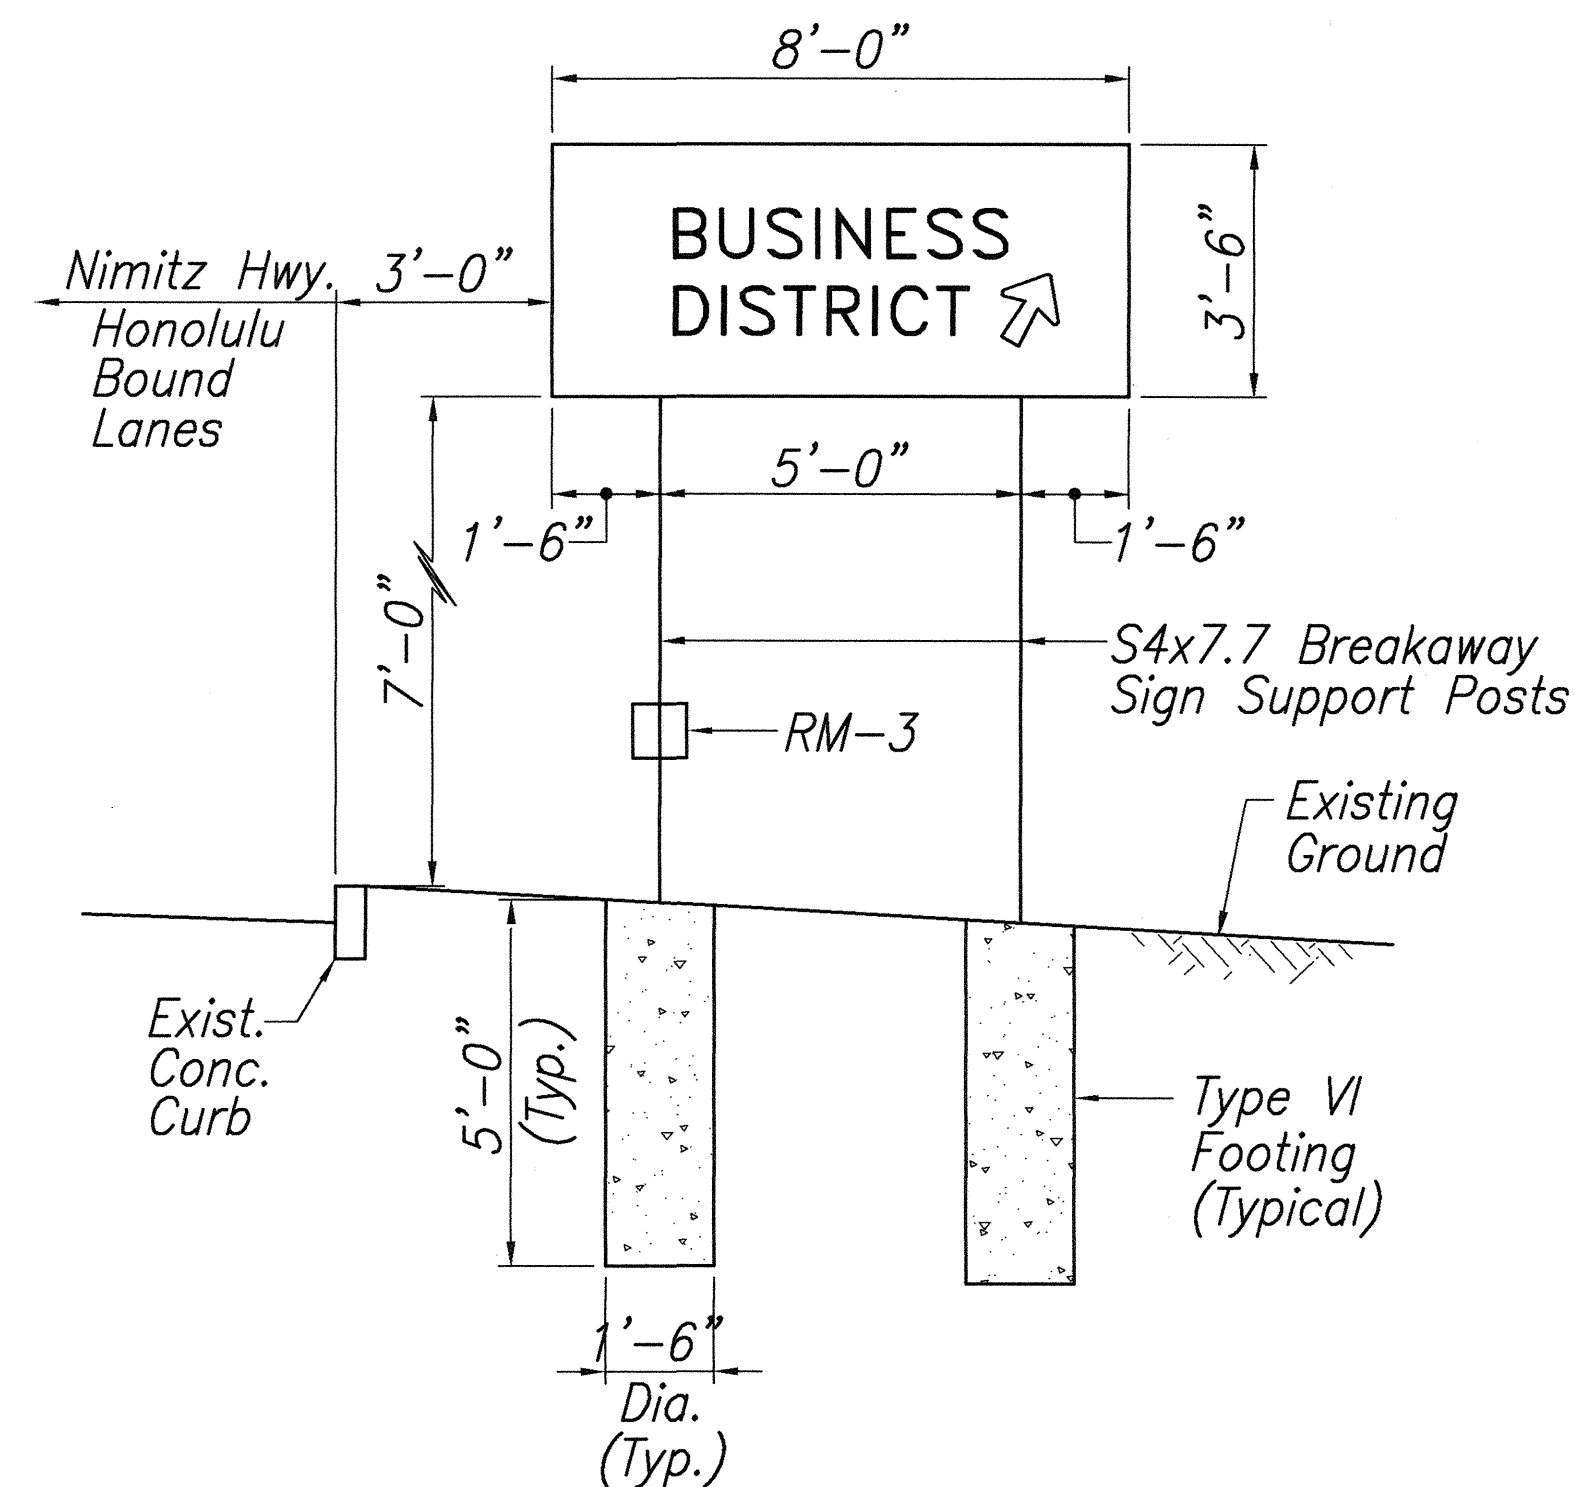 8'-0"
BUSINESS
DISTRICT
3'-6"
Nimitz Hwy.
3'-0"
Honolulu
Bound
Lanes
5'-0"
1'-6"
1'-6"
7'-0"
S4x7.7 Breakaway
Sign Support Posts
RM-3
Existing
Ground
Exist.
Conc.
Curb
5'-0"
(Typ.)
Type VI
Footing
(Typical)
1'-6"
Dia.
(Typ.)